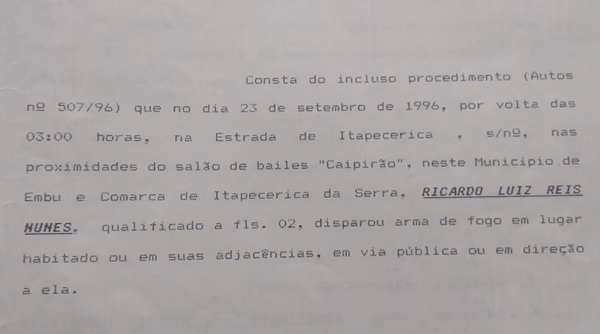 Consta do incluso procedimento (Autos
nº 507/96) que no dia 23 de setembro de 1996, por volta das
03:00 horas, na Estrada de Itapecerica , s/nº, nas
proximidades do salão de bailes "Caipirão", neste Município de
Embu e Comarca de Itapecerica da Serra, RICARDO LUIZ REIS
NUNES, qualificado a fls. 02, disparou arma de fogo em lugar
habitado ou em suas adjacências, em via pública ou em direção
a ela.